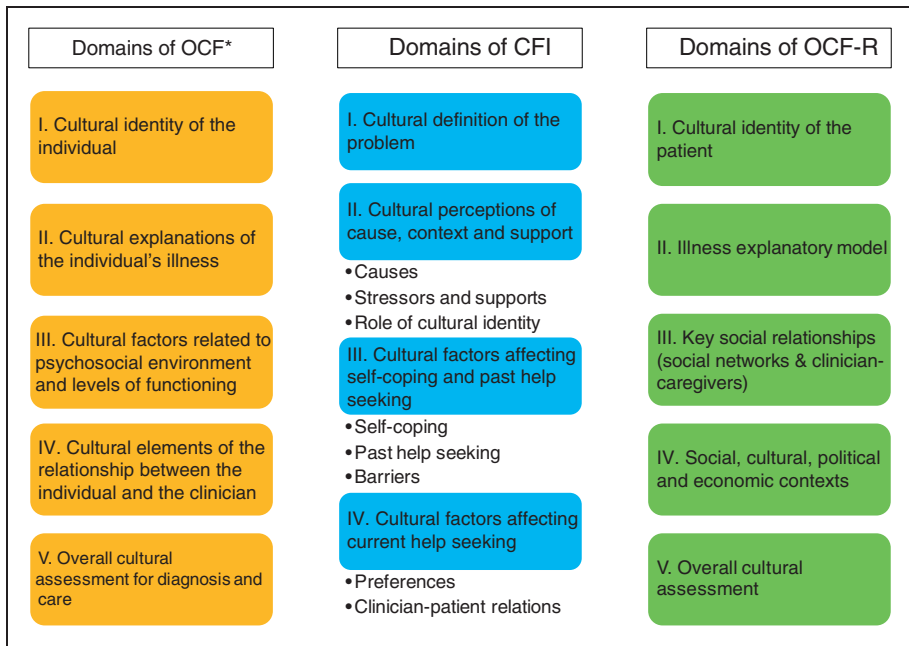 Domains of OCF*
I. Cultural identity of the
individual
II. Cultural explanations of
the individual's illness
III. Cultural factors related to
psychosocial environment
and levels of functioning
IV. Cultural elements of the
relationship between the
individual and the clinician
V. Overall cultural
assessment for diagnosis and
care
Domains of CFI
I. Cultural definition of the
problem
II. Cultural perceptions of
cause, context and support
•Causes
•Stressors and supports
•Role of cultural identity
III. Cultural factors affecting
self-coping and past help
seeking
•Self-coping
•Past help seeking
•Barriers
IV. Cultural factors affecting
current help seeking
•Preferences
•Clinician-patient relations
Domains of OCF-R
I. Cultural identity of the
patient
II. Illness explanatory model
III. Key social relationships
(social networks & clinician-
caregivers)
IV. Social, cultural, political
and economic contexts
V. Overall cultural
assessment